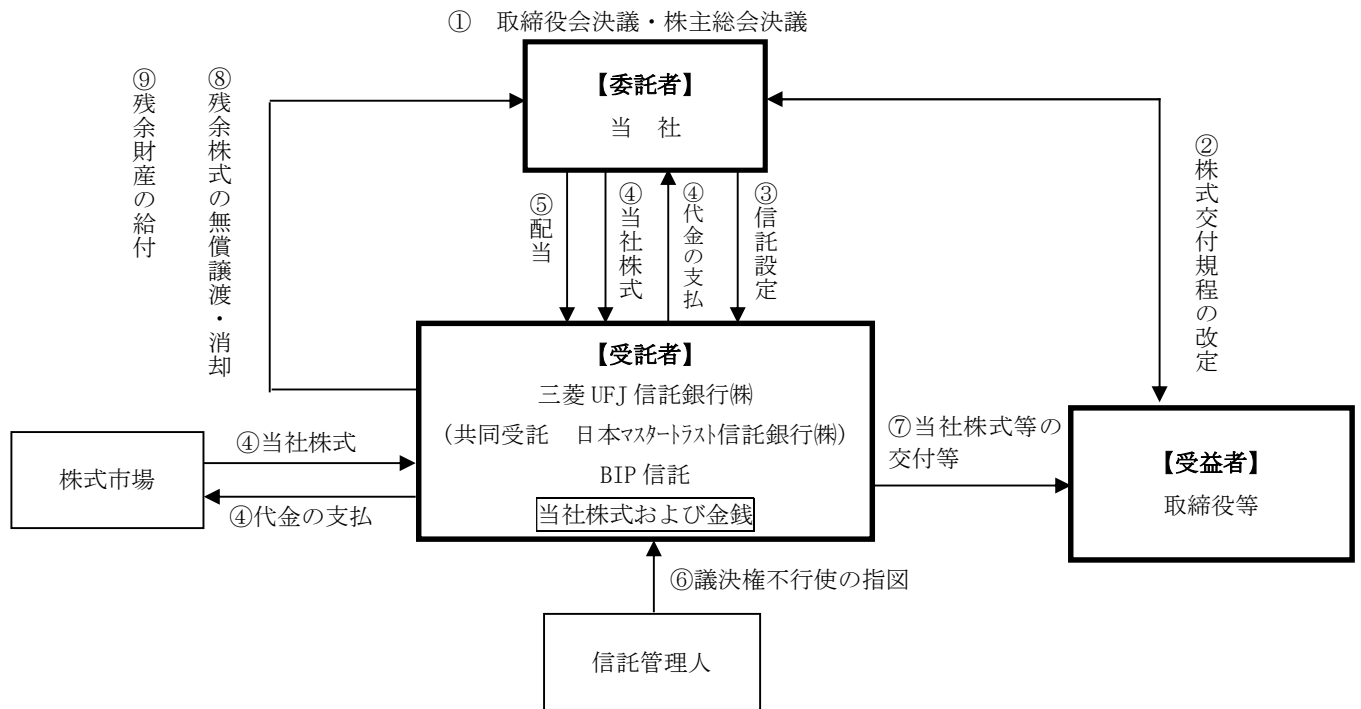 ① 取締役会決議・株主総会決議
【委託者】
当 社
⑨残余財産の給付
⑧残余株式の無償譲渡・消却
②株式交付規程の改定
⑤配当
④当社株式
④代金の支払
③信託設定
【受託者】
三菱UFJ信託銀行㈱
(共同受託 日本ﾏｽﾀｰﾄﾗｽﾄ信託銀行㈱)
BIP信託
当社株式および金銭
株式市場
④当社株式
④代金の支払
⑦当社株式等の
交付等
【受益者】
取締役等
⑥議決権不行使の指図
信託管理人